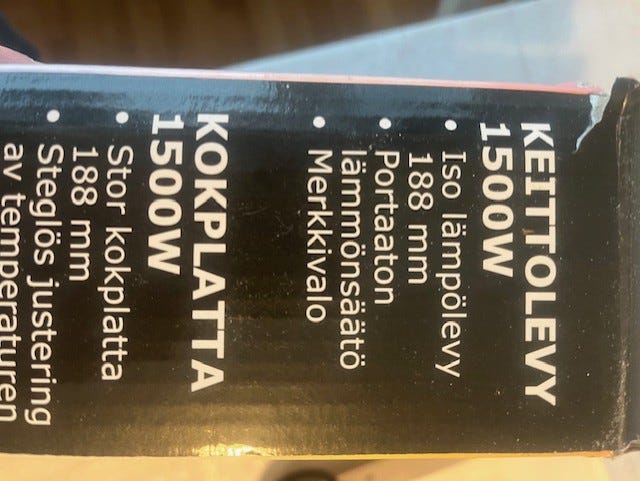 KEITTOLEVY
1500W
• Iso lämpölevy
188 mm
• Portaaton
lämmönsäätö
• Merkkivalo
KOKPLATTA
1500W
• Stor kokplatta
188 mm
• Steglös justering
av temperaturen